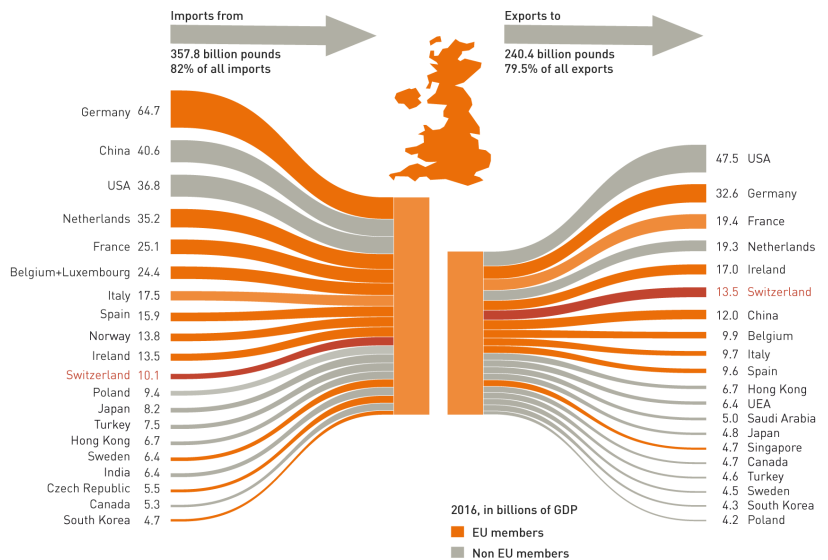 Imports from
357.8 billion pounds
82% of all imports
Exports to
240.4 billion pounds
79.5% of all exports
Germany 64.7
China 40.6
USA 36.8
Netherlands 35.2
France 25.1
Belgium+Luxembourg 24.4
Italy 17.5
Spain 15.9
Norway 13.8
Ireland 13.5
Switzerland 10.1
Poland 9.4
Japan 8.2
Turkey 7.5
Hong Kong 6.7
Sweden 6.4
India 6.4
Czech Republic 5.5
Canada 5.3
South Korea 4.7
47.5 USA
32.6 Germany
19.4 France
19.3 Netherlands
17.0 Ireland
13.5 Switzerland
12.0 China
9.9 Belgium
9.7 Italy
9.6 Spain
6.7 Hong Kong
6.4 UEA
5.0 Saudi Arabia
4.8 Japan
4.7 Singapore
4.7 Canada
4.6 Turkey
4.5 Sweden
4.3 South Korea
4.2 Poland
2016, in billions of GDP
EU members
Non EU members